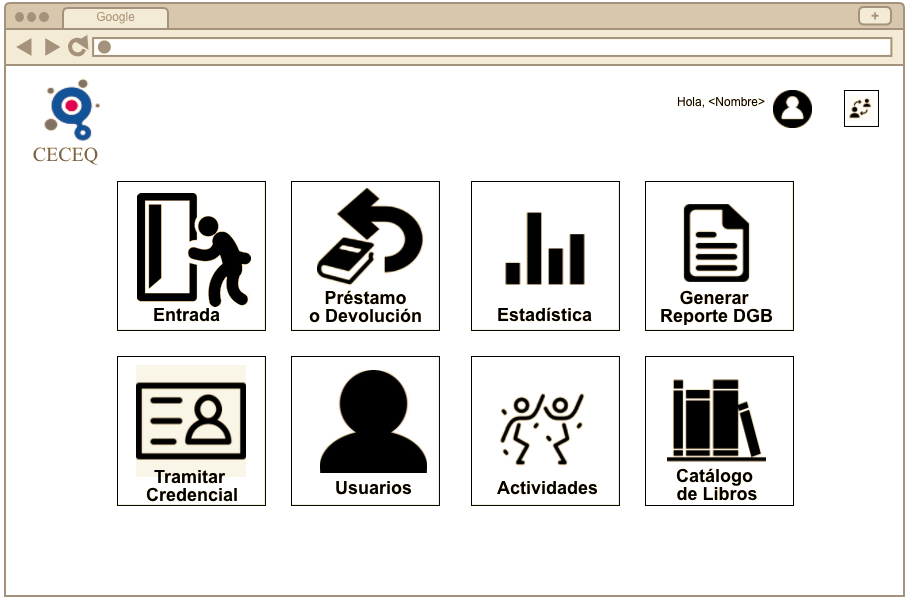 Google
+
Hola, <Nombre>
CECEQ
Entrada
Préstamo
o Devolución
Estadística
Generar
Reporte DGB
Tramitar
Credencial
Usuarios
Actividades
Catálogo
de Libros